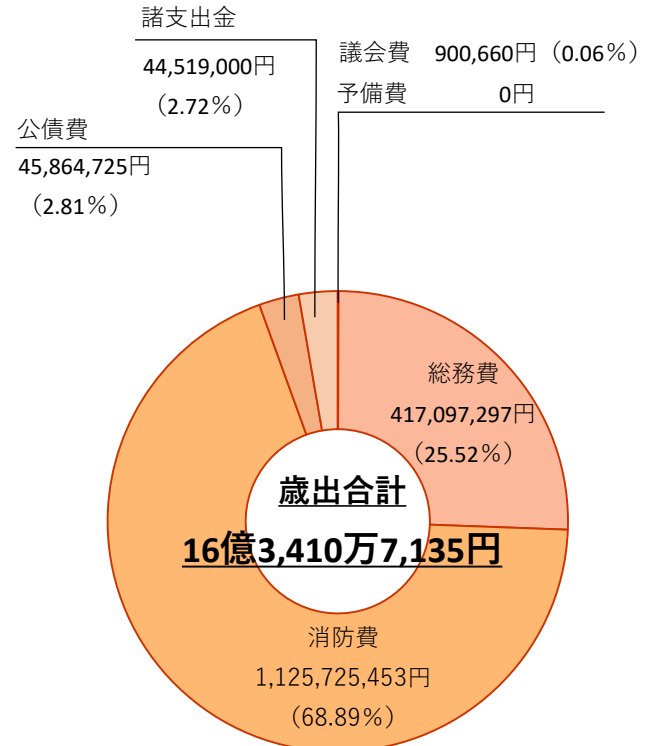 諸支出金
44,519,000円
（2.72％）
議会費 900,660円（0.06％）
予備費 0円
公債費
45,864,725円
（2.81％）
総務費
417,097,297円
（25.52％）
歳出合計
16億3,410万7,135円
消防費
1,125,725,453円
（68.89％）